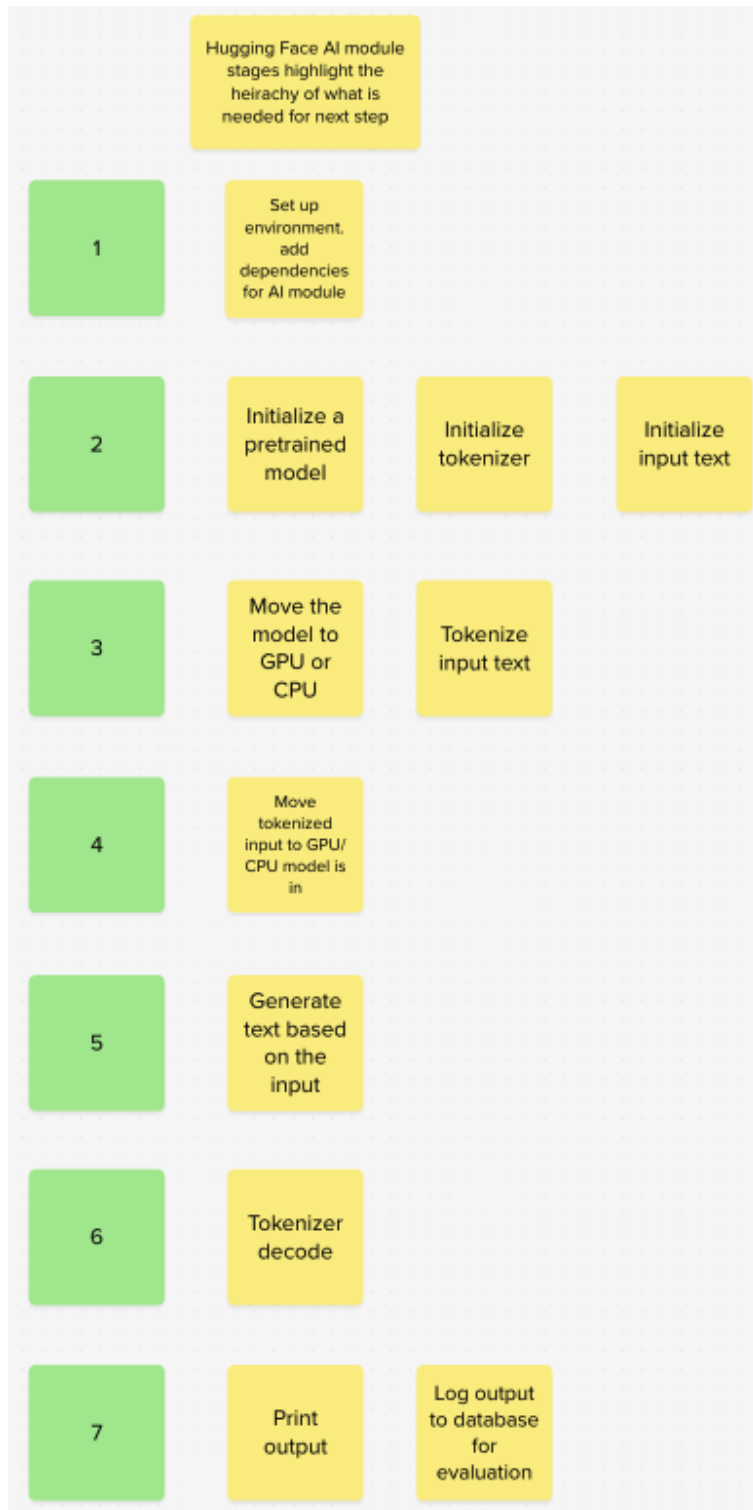 Hugging Face AI module
stages highlight the
heirachy of what is
needed for next step
1
Set up
environment.
add
dependencies
for AI module
2
Initialize a
pretrained
model
Initialize
tokenizer
Initialize
input text
3
Move the
model to
GPU or
CPU
Tokenize
input text
4
Move
tokenized
input to GPU/
CPU model is
in
5
Generate
text based
on the
input
6
Tokenizer
decode
7
Print
output
Log output
to database
for
evaluation